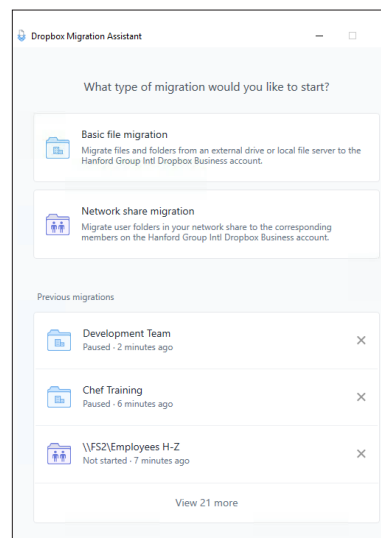 Dropbox Migration Assistant
What type of migration would you like to start?
Basic file migration
Migrate files and folders from an external drive or local file server to the
Hanford Group Intl Dropbox Business account.
Network share migration
Migrate user folders in your network share to the corresponding
members on the Hanford Group Intl Dropbox Business account.
Previous migrations
Development Team
Paused · 2 minutes ago
Chef Training
Paused · 6 minutes ago
\\FS2\Employees H-Z
Not started · 7 minutes ago
View 21 more